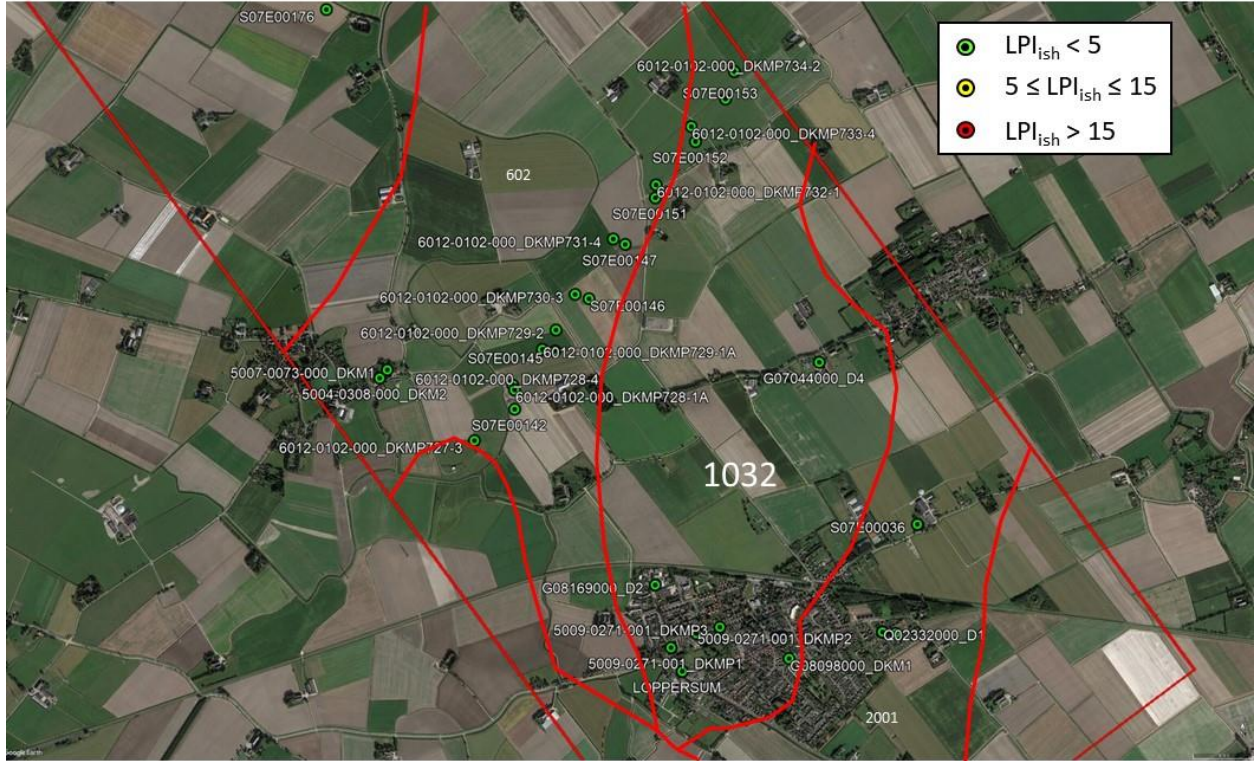 S07E00176
LPIish < 5
5 ≤ LPIish ≤ 15
LPIish > 15
6012-0102-000_DKMP734-2
S07E00153
6012-0102-000_DKMP733-4
S07E00152
602
6012-0102-000_DKMP732-1
S07E00151
6012-0102-000_DKMP731-4
S07E00147
6012-0102-000_DKMP730-3
S07E00146
6012-0102-000_DKMP729-2
S07E00145
6012-0102-000_DKMP729-1A
5007-0073-000_DKM1
6012-0102-000_DKMP728-4
G07044000_D4
5004-0308-000_DKM2
6012-0102-000_DKMP728-1A
S07E00142
6012-0102-000_DKMP727-3
1032
S07E00036
G08169000_D2
5009-0271-001_DKMP3
5009-0271-001_DKMP2
Q02332000_D1
5009-0271-001_DKMP1
G08098000_DKM1
LOPPERSUM
2001
Google Earth